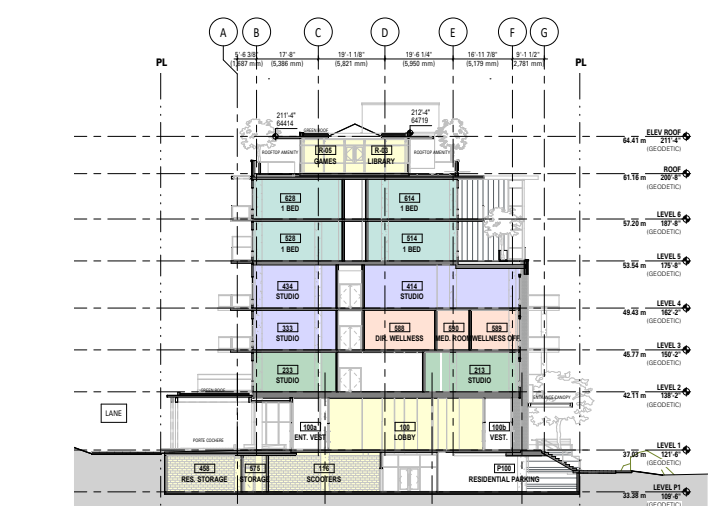 A B C D E F G
5'-6 3/8" 17'-8" 19'-1 1/8" 19'-6 1/4" 16'-11 7/8" 9'-1 1/2"
(1,687 mm) (5,386 mm) (5,821 mm) (5,950 mm) (5,179 mm) (2,781 mm)
PL PL
211'-4"
64414
212'-4"
64719
GREEN ROOF
ROOFTOP AMENITY
R-05
GAMES
R-03
LIBRARY
ROOFTOP AMENITY
ELEV ROOF
64.41 m 211'-4"
(GEODETIC)
ROOF
61.16 m 200'-8"
(GEODETIC)
628
1 BED
614
1 BED
LEVEL 6
57.20 m 187'-8"
(GEODETIC)
528
1 BED
514
1 BED
LEVEL 5
53.54 m 175'-8"
(GEODETIC)
434
STUDIO
414
STUDIO
LEVEL 4
49.43 m 162'-2"
(GEODETIC)
333
STUDIO
588
DIR. WELLNESS
590
MED. ROOM
589
WELLNESS OFF.
LEVEL 3
45.77 m 150'-2"
(GEODETIC)
233
STUDIO
213
STUDIO
LEVEL 2
42.11 m 138'-2"
(GEODETIC)
GREEN ROOF
ENTRANCE CANOPY
LANE
PORTE COCHERE
100a
ENT. VEST.
100
LOBBY
100b
VEST.
LEVEL 1
37.03 m 121'-6"
(GEODETIC)
458
RES. STORAGE
575
STORAGE
116
SCOOTERS
P100
RESIDENTIAL PARKING
LEVEL P1
33.38 m 109'-6"
(GEODETIC)